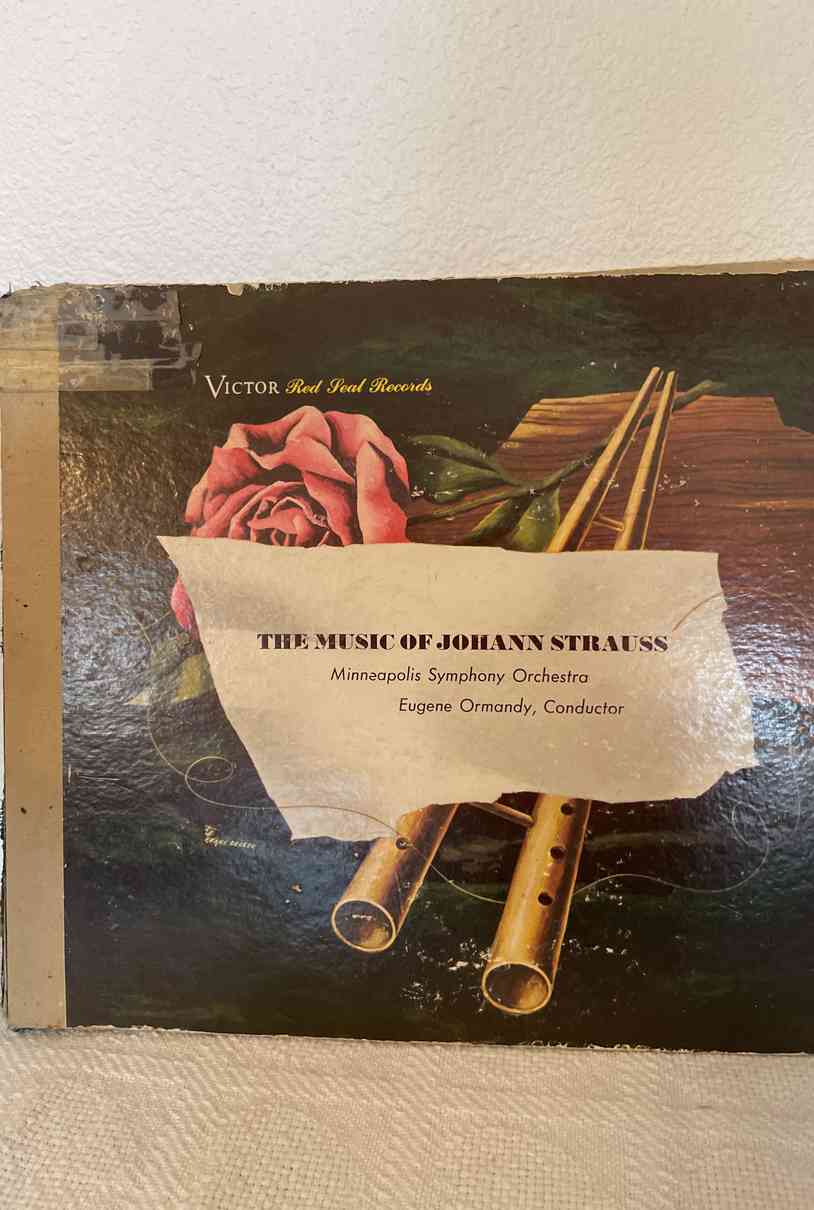 VICTOR Red Seal Records
THE MUSIC OF JOHANN STRAUSS
Minneapolis Symphony Orchestra
Eugene Ormandy, Conductor